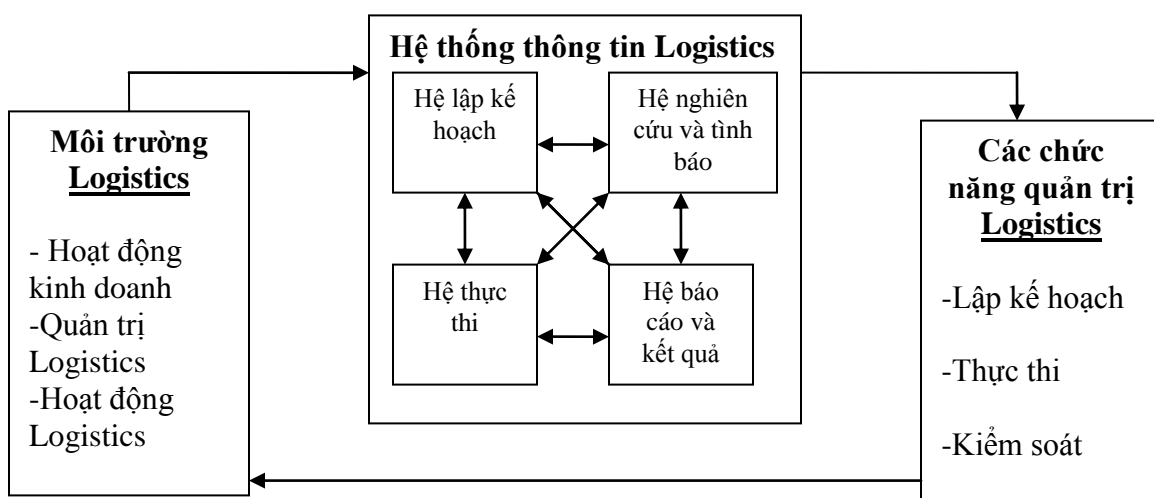 Hệ thống thông tin Logistics
Hệ lập kế
hoạch
Hệ nghiên
cứu và tình
báo
Hệ thực
thi
Hệ báo
cáo và
kết quả
Môi trường
Logistics
- Hoạt động
kinh doanh
-Quản trị
Logistics
-Hoạt động
Logistics
Các chức
năng quản trị
Logistics
-Lập kế hoạch
-Thực thi
-Kiểm soát